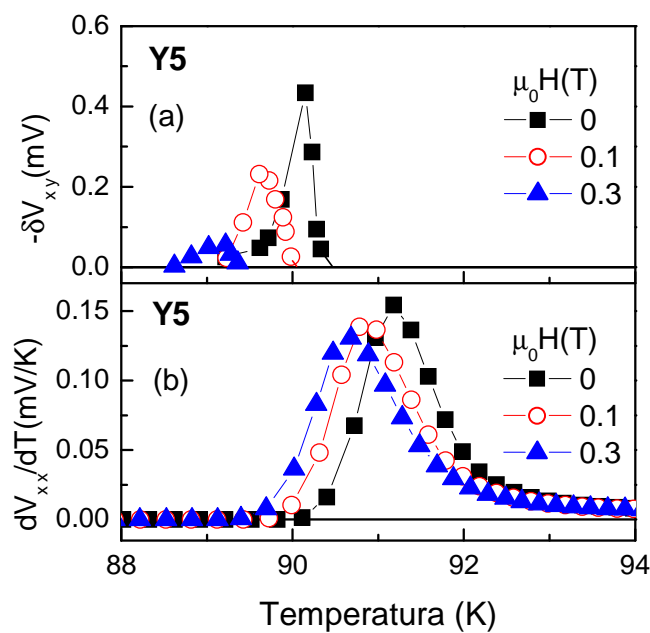 0.6
0.4
0.2
0.0
-δV_xy(mV)
Y5
(a)
μ₀H(T)
0
0.1
0.3
0.15
0.10
0.05
0.00
dV_xx/dT(mV/K)
Y5
(b)
μ₀H(T)
0
0.1
0.3
88
90
92
94
Temperatura (K)